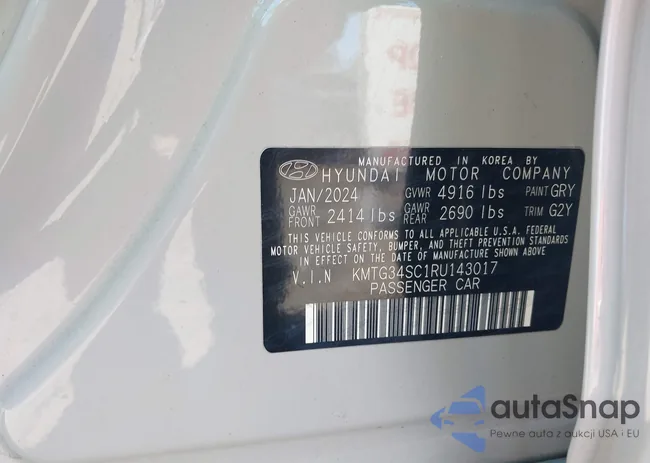 MANUFACTURED IN KOREA BY
HYUNDAI MOTOR COMPANY
JAN/2024 GVWR 4916 lbs PAINT GRY
GAWR FRONT 2414 lbs GAWR REAR 2690 lbs TRIM G2Y
THIS VEHICLE CONFORMS TO ALL APPLICABLE U.S.A. FEDERAL
MOTOR VEHICLE SAFETY, BUMPER, AND THEFT PREVENTION STANDARDS
IN EFFECT ON THE DATE OF MANUFACTURE SHOWN ABOVE.
V.I.N KMTG34SC1RU143017
PASSENGER CAR
autaSnap
Pewne auta z aukcji USA i EU